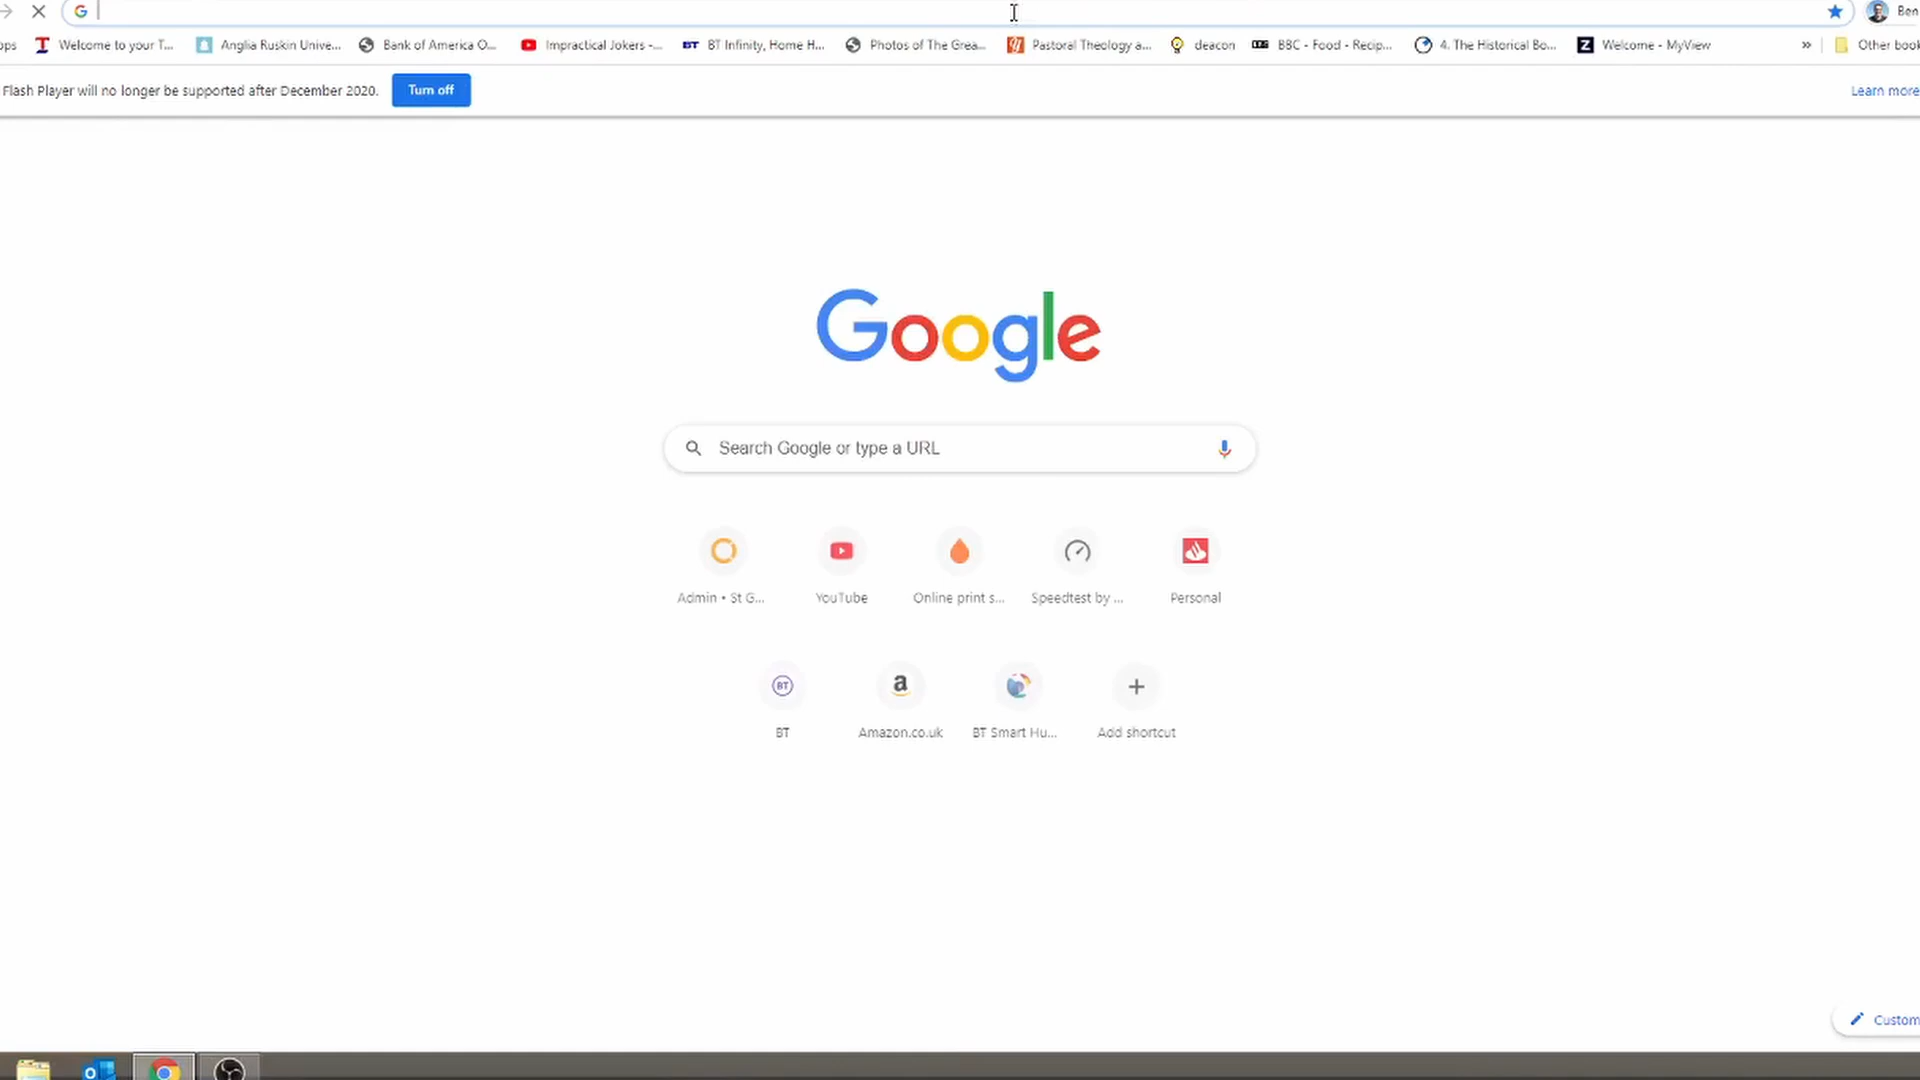 Ben
ops Welcome to your T... Anglia Ruskin Unive... Bank of America O... Impractical Jokers -... BT BT Infinity, Home H... Photos of The Grea... Pastoral Theology a... deacon BBC - Food - Recip... 4. The Historical Bo... Z Welcome - MyView » Other book
Flash Player will no longer be supported after December 2020. Turn off Learn more
Google
Search Google or type a URL
Admin • St G... YouTube Online print s... Speedtest by ... Personal
BT a
BT Amazon.co.uk BT Smart Hu... Add shortcut
Custom